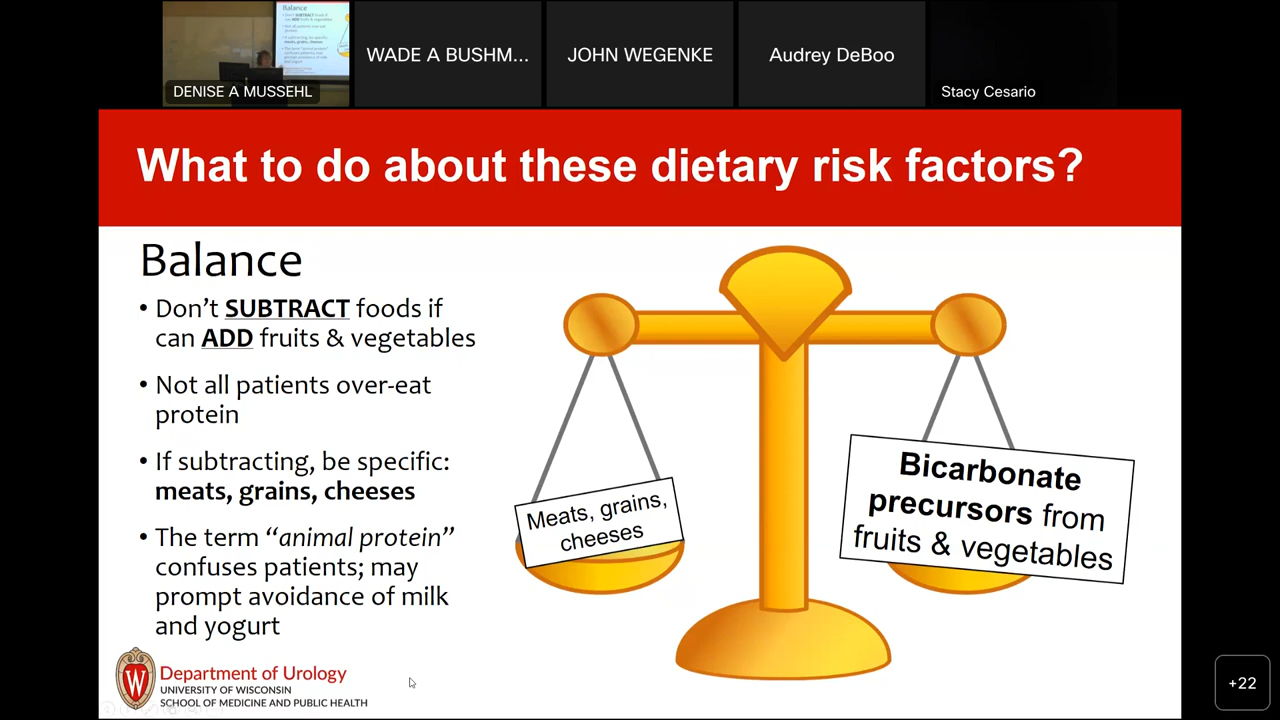 Balance
DENISE A MUSSEHL
WADE A BUSHM...
JOHN WEGENKE
Audrey DeBoo
Stacy Cesario
What to do about these dietary risk factors?
Balance
• Don't SUBTRACT foods if
can ADD fruits & vegetables
• Not all patients over-eat
protein
• If subtracting, be specific:
meats, grains, cheeses
• The term "animal protein"
confuses patients; may
prompt avoidance of milk
and yogurt
Meats, grains,
cheeses
Bicarbonate
precursors from
fruits & vegetables
W
Department of Urology
UNIVERSITY OF WISCONSIN
SCHOOL OF MEDICINE AND PUBLIC HEALTH
+22